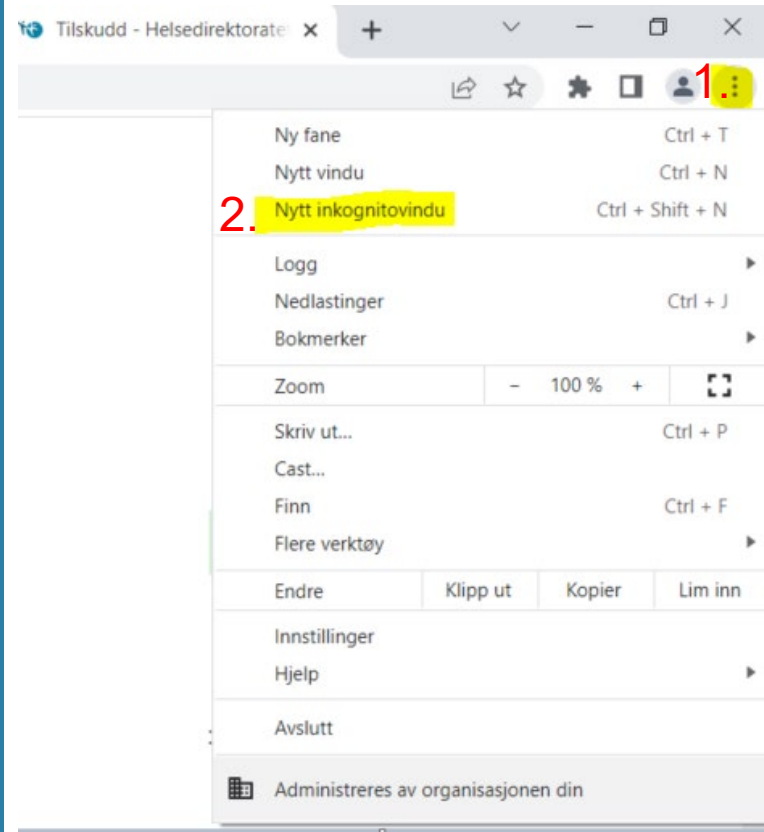 Tilskudd - Helsedirektorate
1.
Ny fane Ctrl + T
Nytt vindu Ctrl + N
2. Nytt inkognitovindu Ctrl + Shift + N
Logg
Nedlastinger Ctrl + J
Bokmerker
Zoom - 100 % +
Skriv ut... Ctrl + P
Cast...
Finn Ctrl + F
Flere verktøy
Endre Klipp ut Kopier Lim inn
Innstillinger
Hjelp
Avslutt
Administreres av organisasjonen din